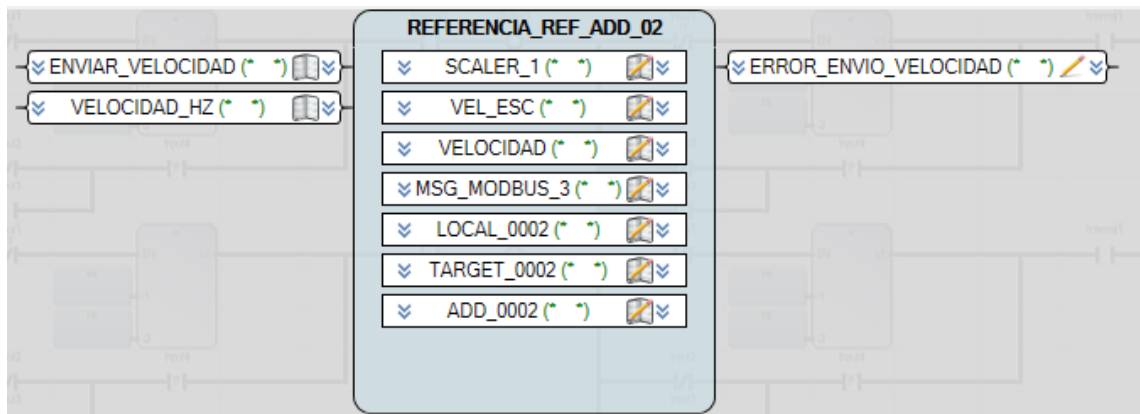 REFERENCIA_REF_ADD_02
ENVIAR_VELOCIDAD (* *)
VELOCIDAD_HZ (* *)
SCALER_1 (* *)
VEL_ESC (* *)
VELOCIDAD (* *)
MSG_MODBUS_3 (* *)
LOCAL_0002 (* *)
TARGET_0002 (* *)
ADD_0002 (* *)
ERROR_ENVIO_VELOCIDAD (* *)